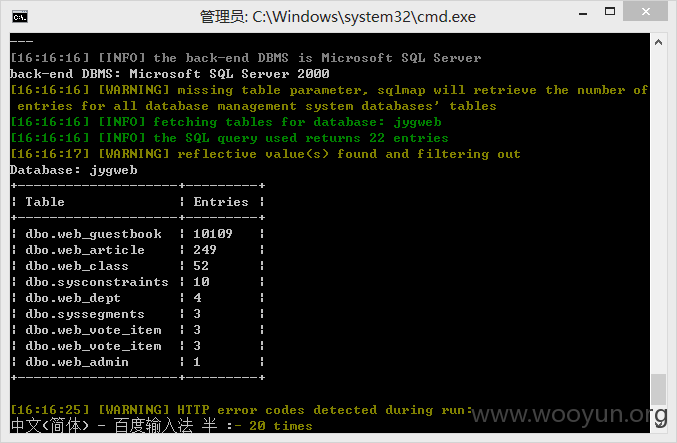 管理员: C:\Windows\system32\cmd.exe
---
[16:16:16] [INFO] the back-end DBMS is Microsoft SQL Server
back-end DBMS: Microsoft SQL Server 2000
[16:16:16] [WARNING] missing table parameter, sqlmap will retrieve the number of
entries for all database management system databases' tables
[16:16:16] [INFO] fetching tables for database: jygweb
[16:16:16] [INFO] the SQL query used returns 22 entries
[16:16:17] [WARNING] reflective value(s) found and filtering out
Database: jygweb
+--------------------+---------+
| Table | Entries |
+--------------------+---------+
| dbo.web_guestbook | 10109 |
| dbo.web_article | 249 |
| dbo.web_class | 52 |
| dbo.sysconstraints | 10 |
| dbo.web_dept | 4 |
| dbo.syssegments | 3 |
| dbo.web_vote_item | 3 |
| dbo.web_vote_item | 3 |
| dbo.web_admin | 1 |
+--------------------+---------+
[16:16:25] [WARNING] HTTP error codes detected during run:
中文(简体) - 百度输入法 半 :- 20 times
www.wooyun.org